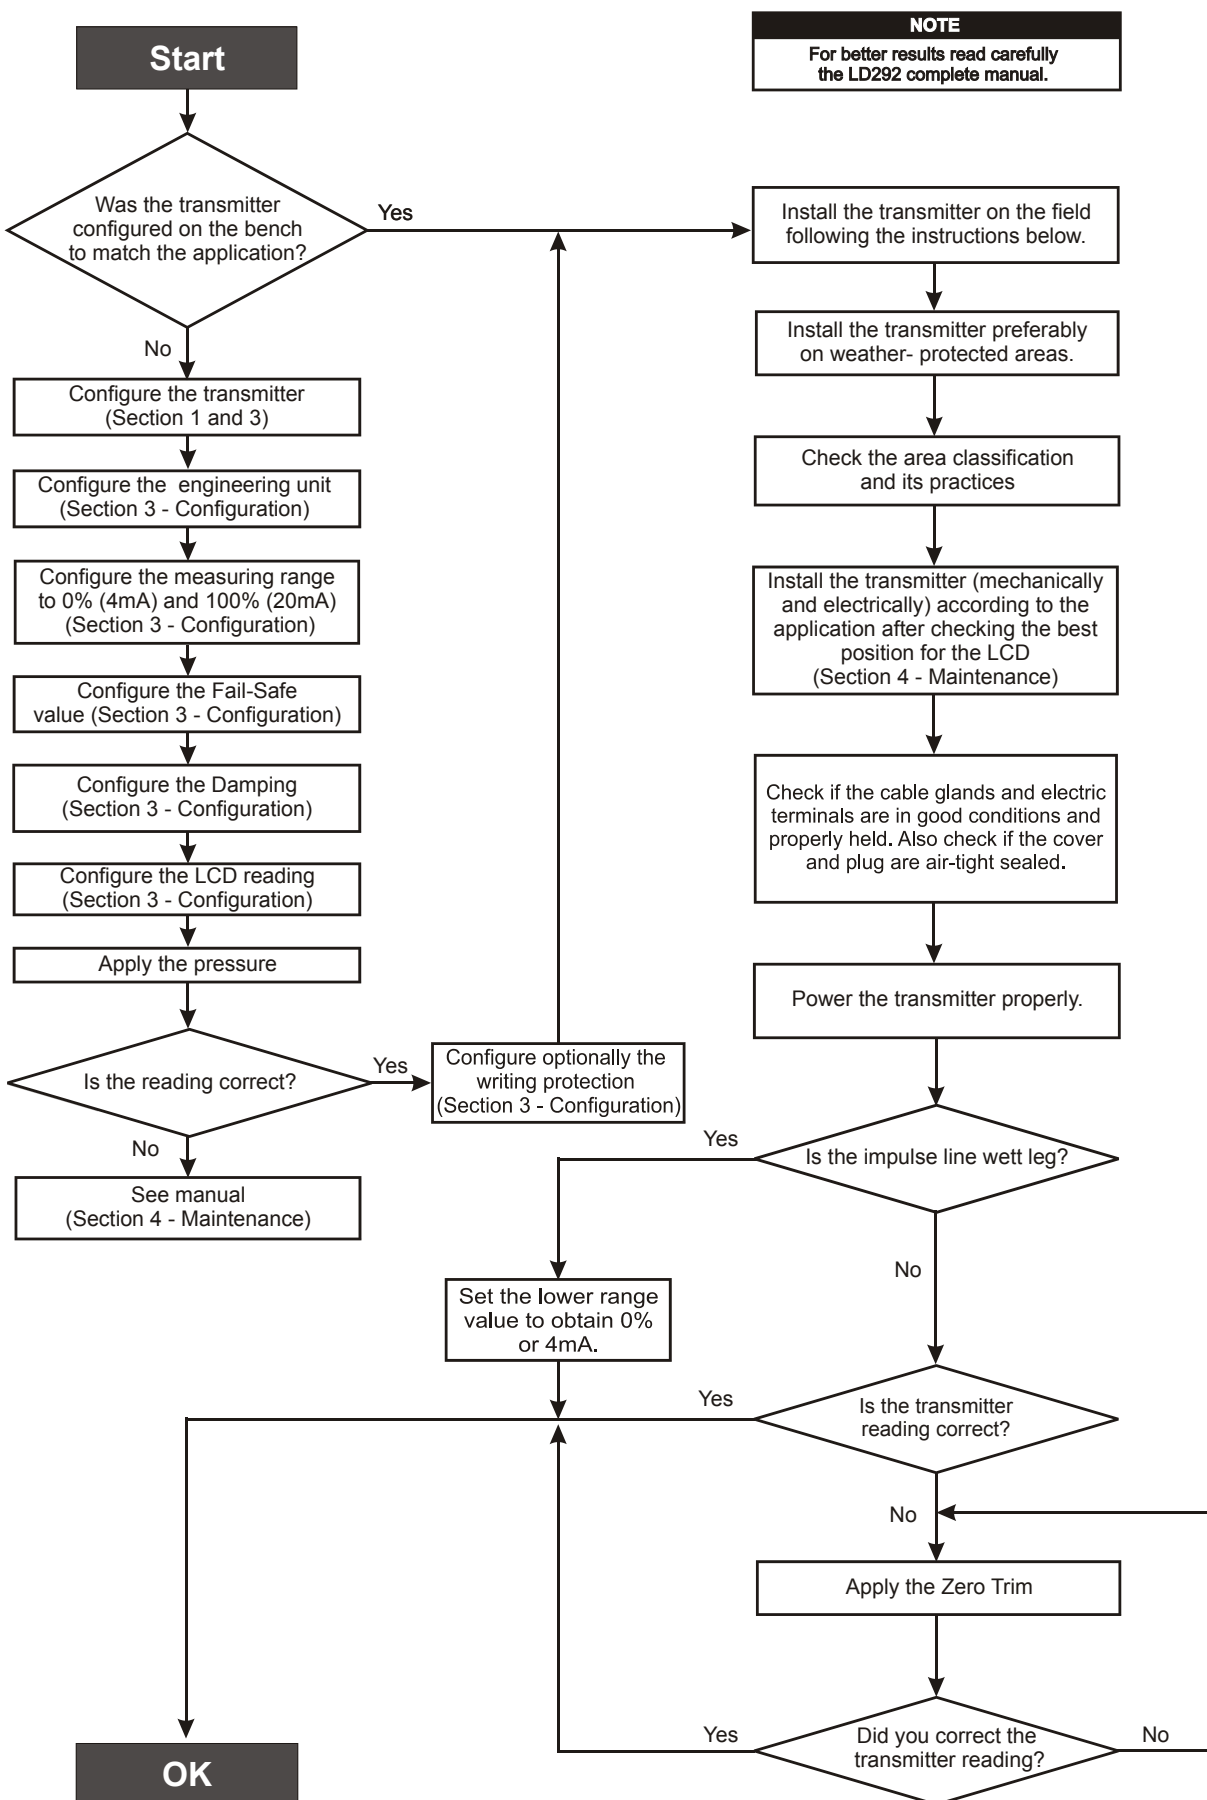 Start
NOTE
For better results read carefully
the LD292 complete manual.
Was the transmitter
configured on the bench
to match the application?
Yes
No
Configure the transmitter
(Section 1 and 3)
Configure the engineering unit
(Section 3 - Configuration)
Configure the measuring range
to 0% (4mA) and 100% (20mA)
(Section 3 - Configuration)
Configure the Fail-Safe
value (Section 3 - Configuration)
Configure the Damping
(Section 3 - Configuration)
Configure the LCD reading
(Section 3 - Configuration)
Apply the pressure
Is the reading correct?
Yes
Configure optionally the
writing protection
(Section 3 - Configuration)
No
See manual
(Section 4 - Maintenance)
Install the transmitter on the field
following the instructions below.
Install the transmitter preferably
on weather- protected areas.
Check the area classification
and its practices
Install the transmitter (mechanically
and electrically) according to the
application after checking the best
position for the LCD
(Section 4 - Maintenance)
Check if the cable glands and electric
terminals are in good conditions and
properly held. Also check if the cover
and plug are air-tight sealed.
Power the transmitter properly.
Is the impulse line wett leg?
Yes
No
Set the lower range
value to obtain 0%
or 4mA.
Is the transmitter
reading correct?
Yes
No
Apply the Zero Trim
Did you correct the
transmitter reading?
Yes
No
OK